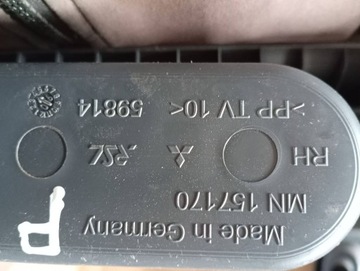 Made in Germany
MN 157170
RH
>PP TV 10< 59814